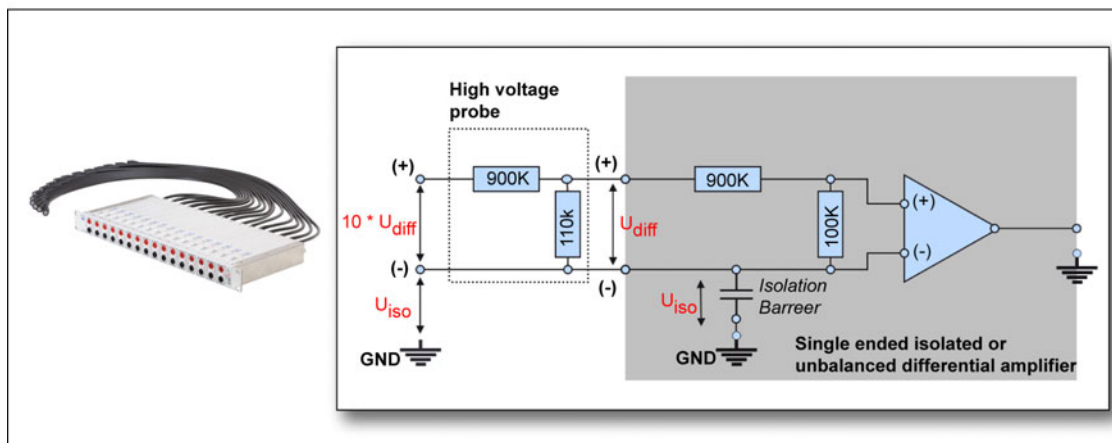 High voltage
probe
(+)
900K
110k
(+)
10 * Udiff
Udiff
(-)
(-)
Uiso
GND
900K
100K
(+)
(-)
Uiso
Isolation
Barreer
GND
Single ended isolated or
unbalanced differential amplifier